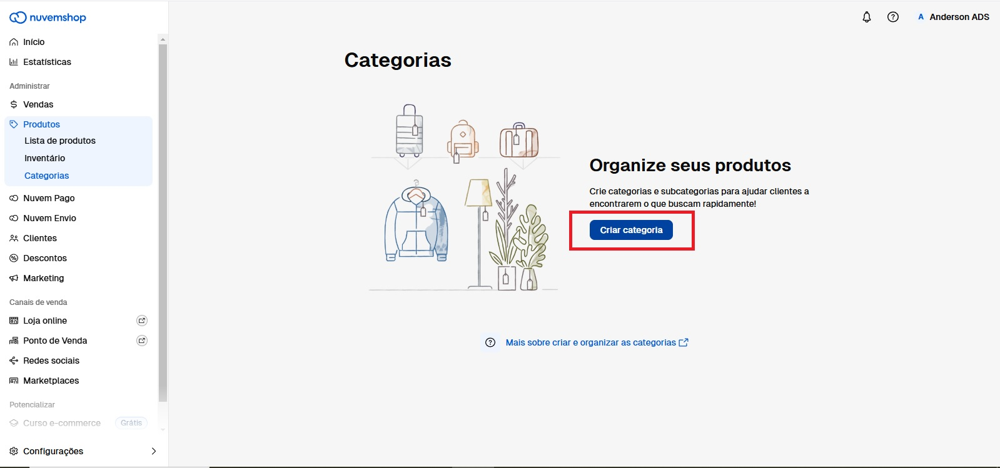 nuvemshop
Início
Estatísticas
Administrar
Vendas
Produtos
Lista de produtos
Inventário
Categorias
Nuvem Pago
Nuvem Envio
Clientes
Descontos
Marketing
Canais de venda
Loja online
Ponto de Venda
Redes sociais
Marketplaces
Potencializar
Curso e-commerce Grátis
Configurações
A Anderson ADS
Categorias
Organize seus produtos
Crie categorias e subcategorias para ajudar clientes a
encontrarem o que buscam rapidamente!
Criar categoria
Mais sobre criar e organizar as categorias